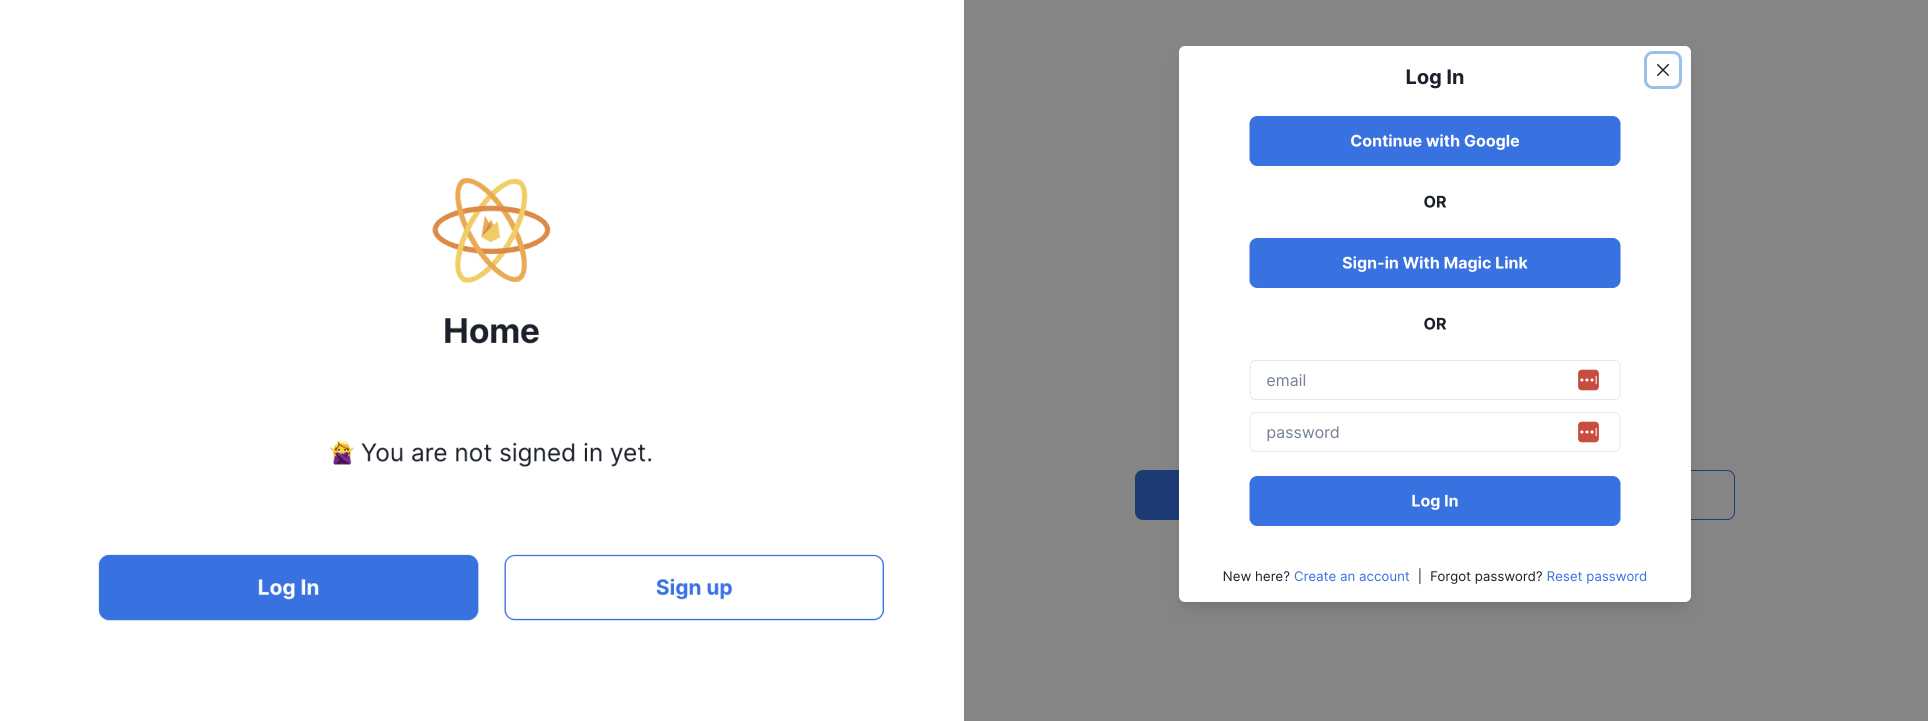 Home
You are not signed in yet.
Log In
Sign up
Log In
Continue with Google
OR
Sign-in With Magic Link
OR
email
password
Log In
New here? Create an account | Forgot password? Reset password